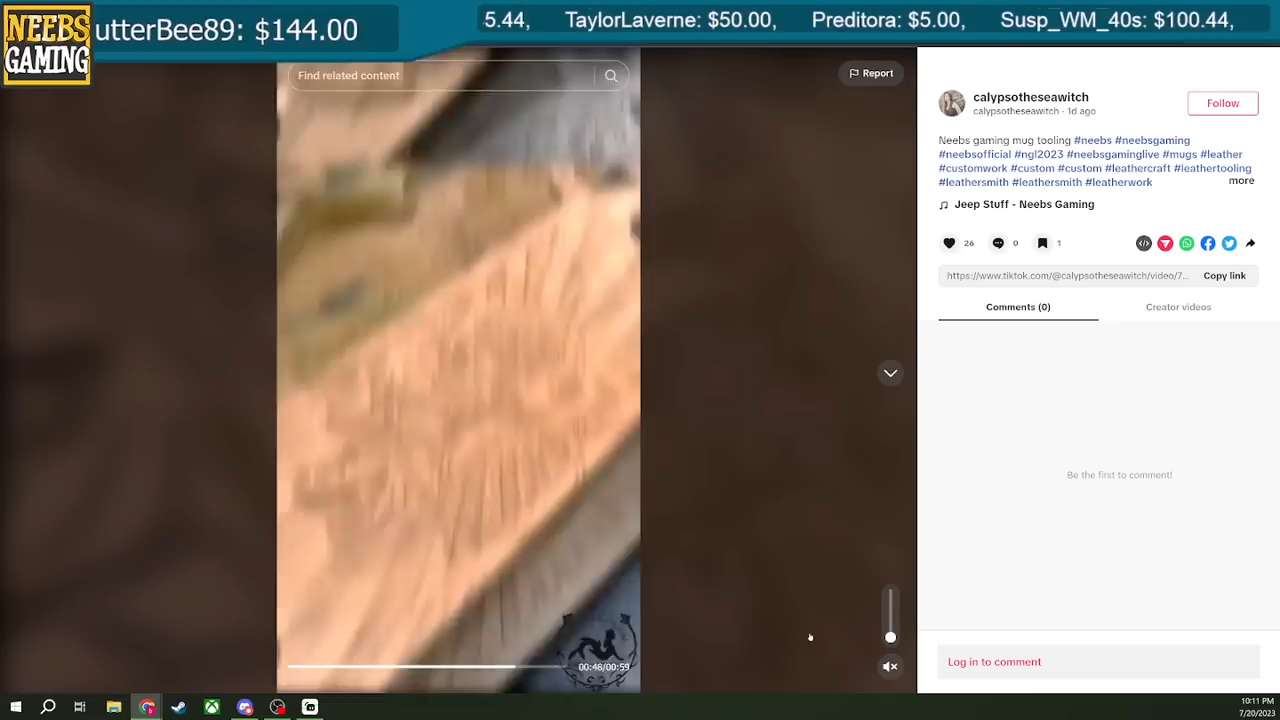 NEEBS
GAMING
utterBee89: $144.00
5.44, TaylorLaverne: $50.00, Preditora: $5.00, Susp_WM_40s: $100.44,
Find related content
Report
calypsotheseawitch
calypsotheseawitch · 1d ago
Follow
Neebs gaming mug tooling #neebs #neebsgaming
#neebsofficial #ngl2023 #neebsgaminglive #mugs #leather
#customwork #custom #custom #leathercraft #leathertooling
#leathersmith #leathersmith #leatherwork more
Jeep Stuff - Neebs Gaming
26 0 1
https://www.tiktok.com/@calypsotheseawitch/video/7... Copy link
Comments (0) Creator videos
Be the first to comment!
00:48/00:59
Log in to comment
10:11 PM
7/20/2023